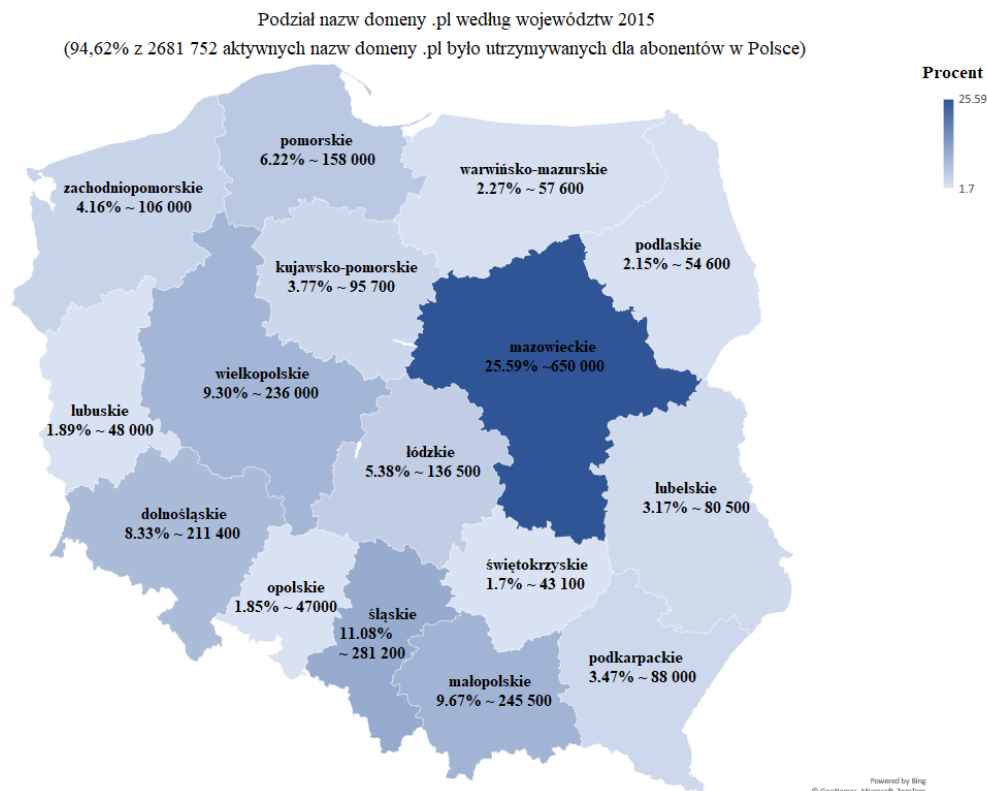 Podział nazw domeny .pl według województw 2015
(94,62% z 2681 752 aktywnych nazw domeny .pl było utrzymywanych dla abonentów w Polsce)
Procent
25.59
1.7
pomorskie
6.22% ~ 158 000
warwińsko-mazurskie
2.27% ~ 57 600
zachodniopomorskie
4.16% ~ 106 000
podlaskie
2.15% ~ 54 600
kujawsko-pomorskie
3.77% ~ 95 700
mazowieckie
25.59% ~650 000
wielkopolskie
9.30% ~ 236 000
lubuskie
1.89% ~ 48 000
łódzkie
5.38% ~ 136 500
lubelskie
3.17% ~ 80 500
dolnośląskie
8.33% ~ 211 400
świętokrzyskie
1.7% ~ 43 100
opolskie
1.85% ~ 47000
śląskie
11.08%
~ 281 200
podkarpackie
3.47% ~ 88 000
małopolskie
9.67% ~ 245 500
Powered by Bing
© GeoNames, Microsoft, TomTom